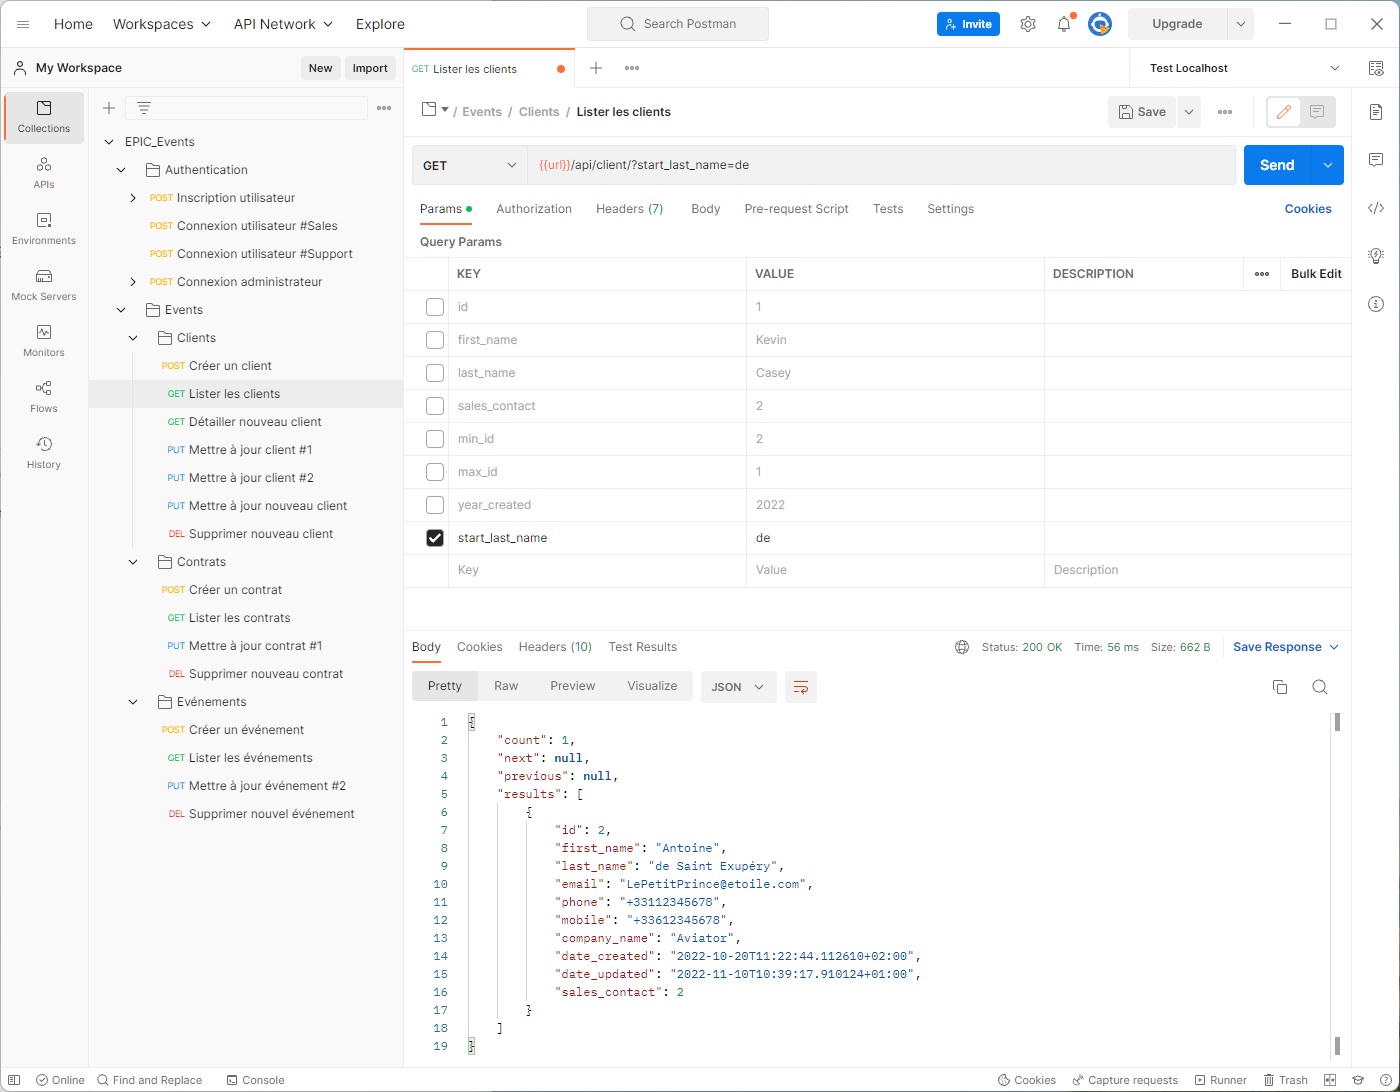 Home Workspaces API Network Explore Search Postman Invite Upgrade
My Workspace New Import GET Lister les clients Test Localhost
Collections
APIs
Environments
Mock Servers
Monitors
Flows
History
EPIC_Events
Authentication
POST Inscription utilisateur
POST Connexion utilisateur #Sales
POST Connexion utilisateur #Support
POST Connexion administrateur
Events
Clients
POST Créer un client
GET Lister les clients
GET Détailler nouveau client
PUT Mettre à jour client #1
PUT Mettre à jour client #2
PUT Mettre à jour nouveau client
DEL Supprimer nouveau client
Contrats
POST Créer un contrat
GET Lister les contrats
PUT Mettre à jour contrat #1
DEL Supprimer nouveau contrat
Evénements
POST Créer un événement
GET Lister les événements
PUT Mettre à jour événement #2
DEL Supprimer nouvel événement
/ Events / Clients / Lister les clients Save
GET {{url}}/api/client/?start_last_name=de Send
Params Authorization Headers (7) Body Pre-request Script Tests Settings Cookies
Query Params
KEY VALUE DESCRIPTION Bulk Edit
id 1
first_name Kevin
last_name Casey
sales_contact 2
min_id 2
max_id 1
year_created 2022
start_last_name de
Key Value Description
Body Cookies Headers (10) Test Results Status: 200 OK Time: 56 ms Size: 662 B Save Response
Pretty Raw Preview Visualize JSON
1 {
2 "count": 1,
3 "next": null,
4 "previous": null,
5 "results": [
6 {
7 "id": 2,
8 "first_name": "Antoine",
9 "last_name": "de Saint Exupéry",
10 "email": "LePetitPrince@etoile.com",
11 "phone": "+33112345678",
12 "mobile": "+33612345678",
13 "company_name": "Aviator",
14 "date_created": "2022-10-20T11:22:44.112610+02:00",
15 "date_updated": "2022-11-10T10:39:17.910124+01:00",
16 "sales_contact": 2
17 }
18 ]
19 }
Online Find and Replace Console Cookies Capture requests Runner Trash